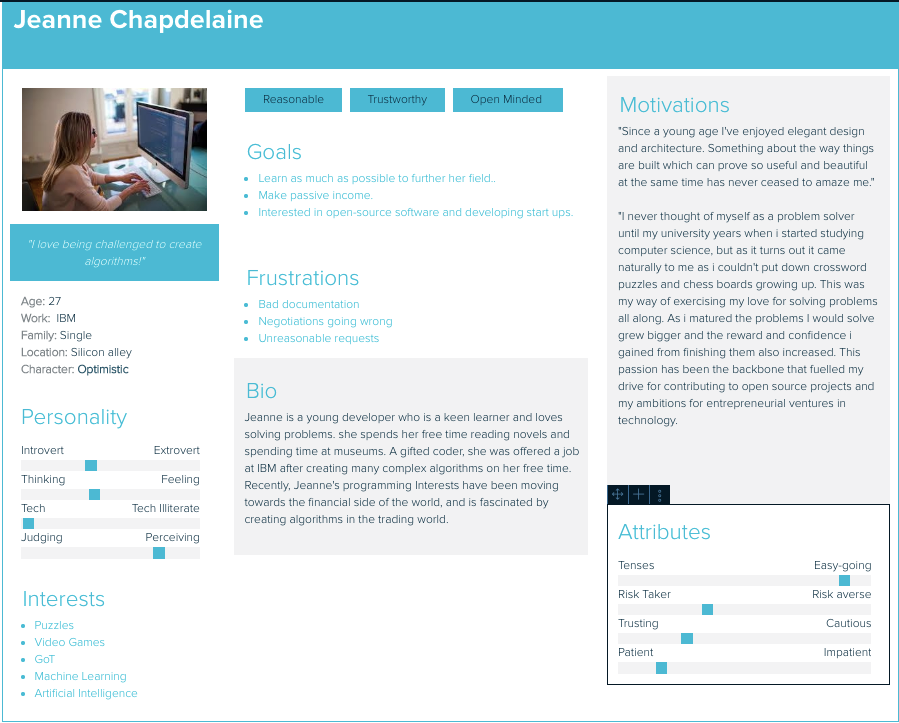 Jeanne Chapdelaine
"I love being challenged to create
algorithms!"
Age: 27
Work:  IBM
Family: Single
Location: Silicon alley
Character: Optimistic
Personality
Introvert Extrovert
Thinking Feeling
Tech Tech Illiterate
Judging Perceiving
Interests
Puzzles
Video Games
GoT
Machine Learning
Artificial Intelligence
Reasonable Trustworthy Open Minded
Goals
Learn as much as possible to further her field..
Make passive income.
Interested in open-source software and developing start ups.
Frustrations
Bad documentation
Negotiations going wrong
Unreasonable requests
Bio
Jeanne is a young developer who is a keen learner and loves
solving problems. she spends her free time reading novels and
spending time at museums. A gifted coder, she was offered a job
at IBM after creating many complex algorithms on her free time.
Recently, Jeanne's programming Interests have been moving
towards the financial side of the world, and is fascinated by
creating algorithms in the trading world.
Motivations
"Since a young age I've enjoyed elegant design
and architecture. Something about the way things
are built which can prove so useful and beautiful
at the same time has never ceased to amaze me."
"I never thought of myself as a problem solver
until my university years when i started studying
computer science, but as it turns out it came
naturally to me as i couldn't put down crossword
puzzles and chess boards growing up. This was
my way of exercising my love for solving problems
all along. As i matured the problems I would solve
grew bigger and the reward and confidence i
gained from finishing them also increased. This
passion has been the backbone that fuelled my
drive for contributing to open source projects and
my ambitions for entrepreneurial ventures in
technology.
Attributes
Tenses Easy-going
Risk Taker Risk averse
Trusting Cautious
Patient Impatient